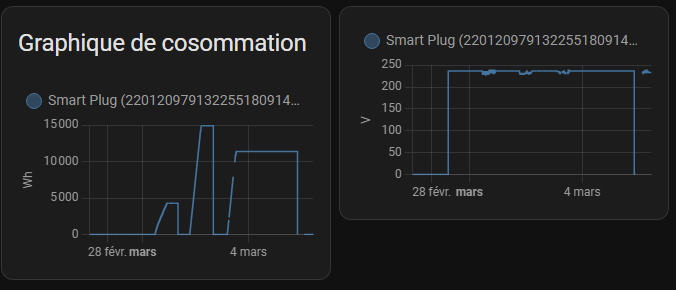 Graphique de cosommation
Smart Plug (220120979132255180914...
15000
10000
5000
0
Wh
28 févr. mars 4 mars
Smart Plug (220120979132255180914...
250
200
150
100
50
0
V
28 févr. mars 4 mars